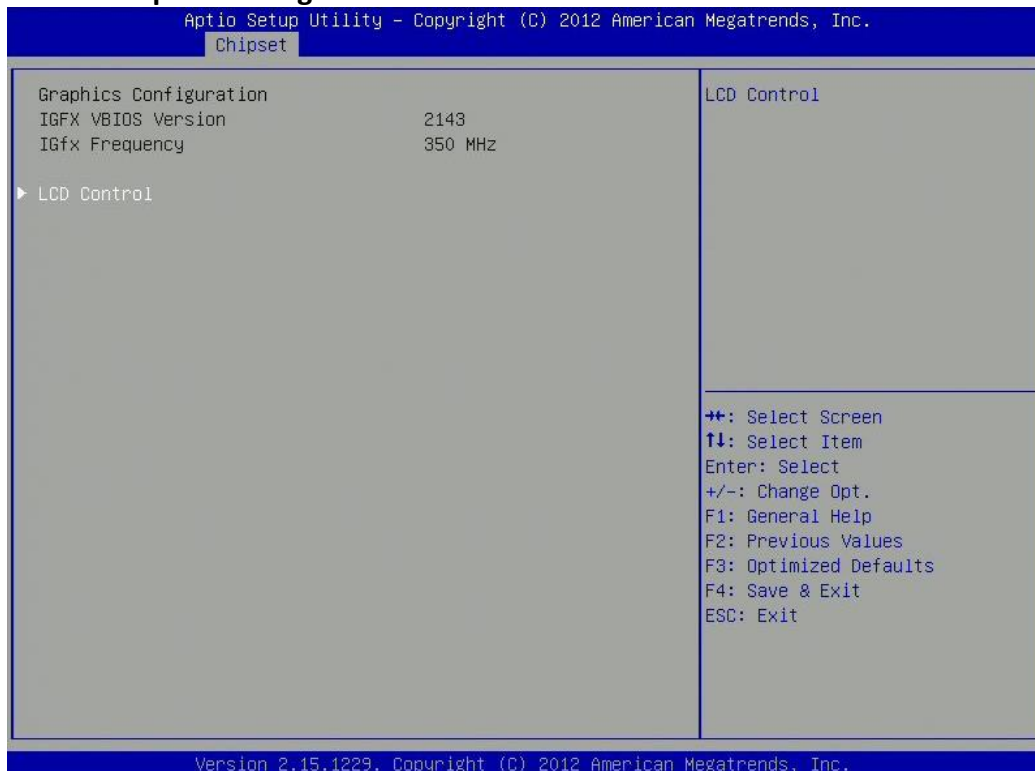 Aptio Setup Utility - Copyright (C) 2012 American Megatrends, Inc.
Chipset
Graphics Configuration
IGFX VBIOS Version 2143
IGfx Frequency 350 MHz
▶ LCD Control
LCD Control
→←: Select Screen
↑↓: Select Item
Enter: Select
+/-: Change Opt.
F1: General Help
F2: Previous Values
F3: Optimized Defaults
F4: Save & Exit
ESC: Exit
Version 2.15.1229. Copyright (C) 2012 American Megatrends, Inc.